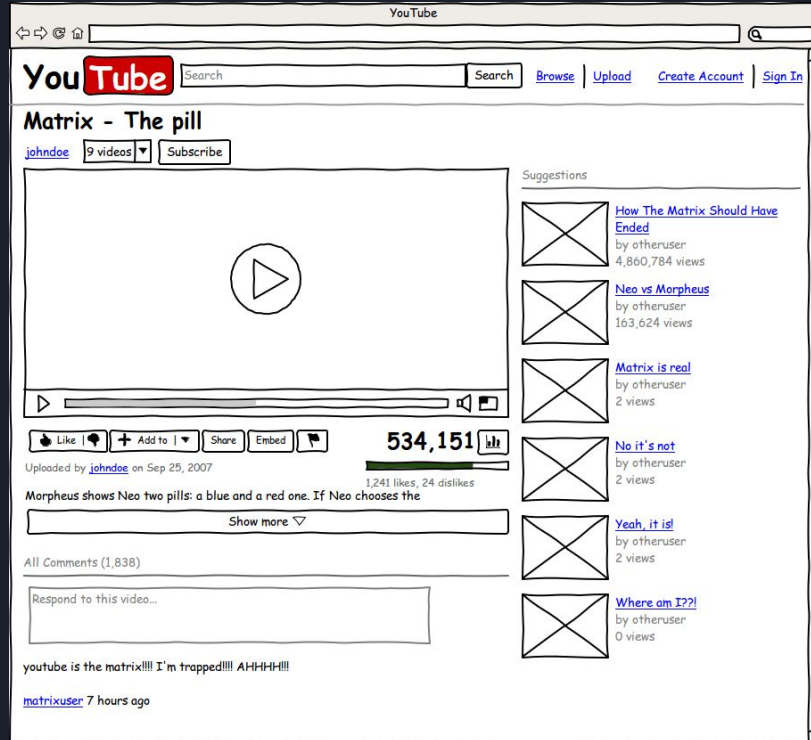 YouTube
You Tube
Search
Search
Browse
Upload
Create Account
Sign In
Matrix - The pill
johndoe
9 videos
Subscribe
Like
Add to
Share
Embed
534,151
Uploaded by johndoe on Sep 25, 2007
1,241 likes, 24 dislikes
Morpheus shows Neo two pills: a blue and a red one. If Neo chooses the
Show more
All Comments (1,838)
Respond to this video...
youtube is the matrix!!!! I'm trapped!!!! AHHHH!!!
matrixuser 7 hours ago
Suggestions
How The Matrix Should Have
Ended
by otheruser
4,860,784 views
Neo vs Morpheus
by otheruser
163,624 views
Matrix is real
by otheruser
2 views
No it's not
by otheruser
2 views
Yeah, it is!
by otheruser
2 views
Where am I??!
by otheruser
0 views